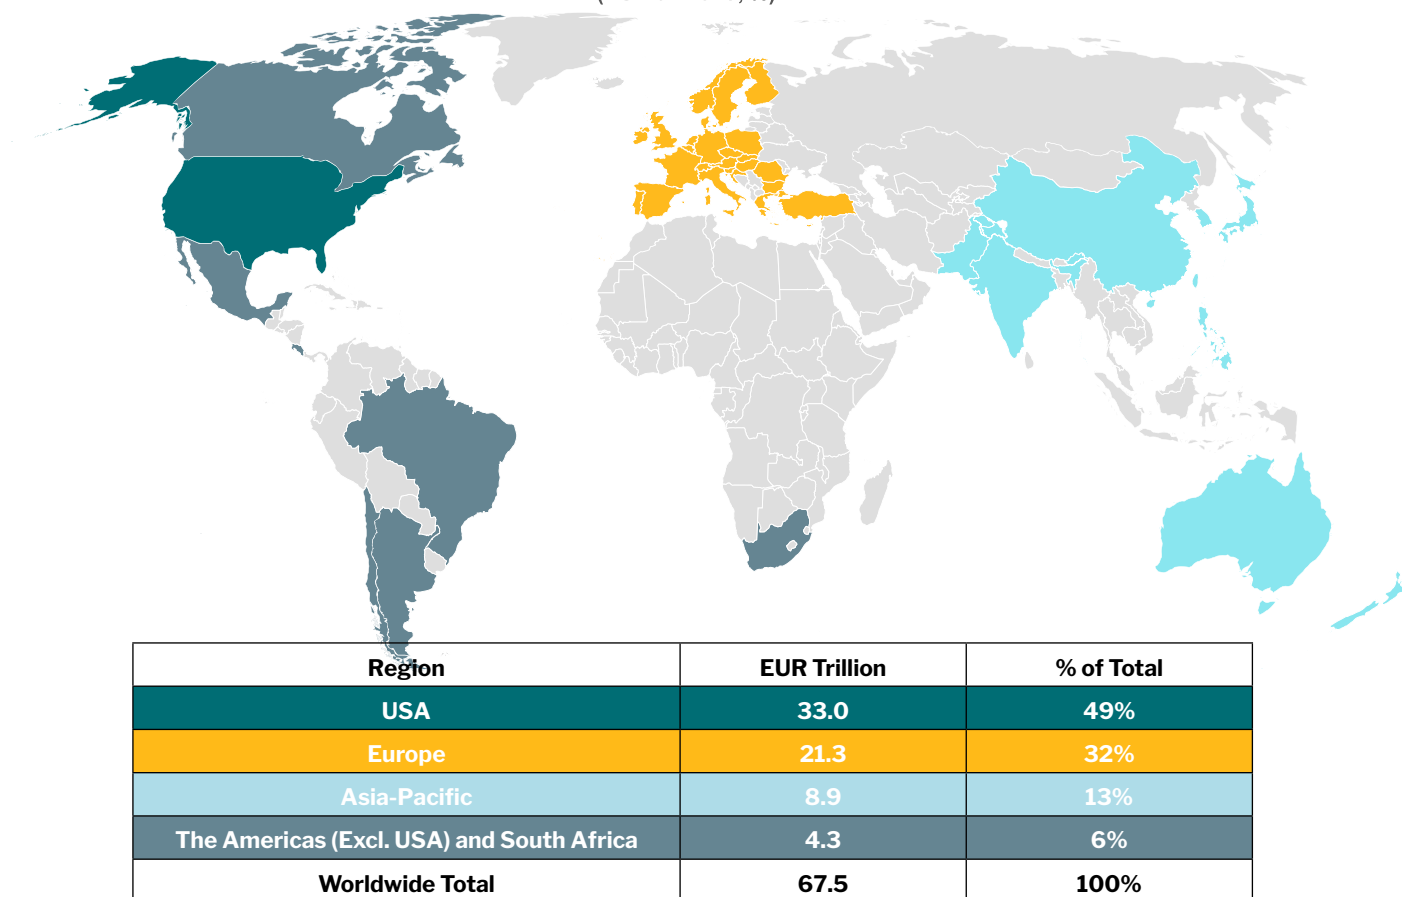 Region EUR Trillion % of Total
USA 33.0 49%
Europe 21.3 32%
Asia-Pacific 8.9 13%
The Americas (Excl. USA) and South Africa 4.3 6%
Worldwide Total 67.5 100%